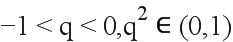 −1 < q < 0,q² ∈ (0,1)